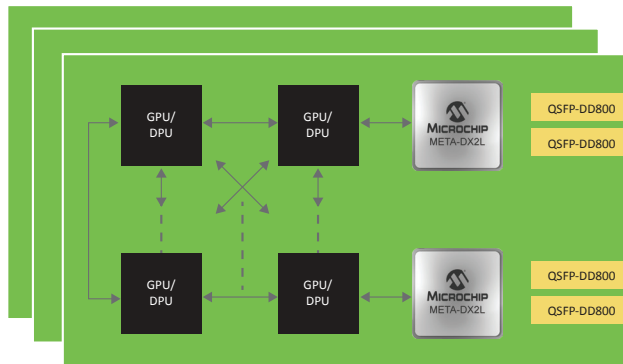 GPU/
DPU
GPU/
DPU
MICROCHIP
META-DX2L
QSFP-DD800
QSFP-DD800
GPU/
DPU
GPU/
DPU
MICROCHIP
META-DX2L
QSFP-DD800
QSFP-DD800